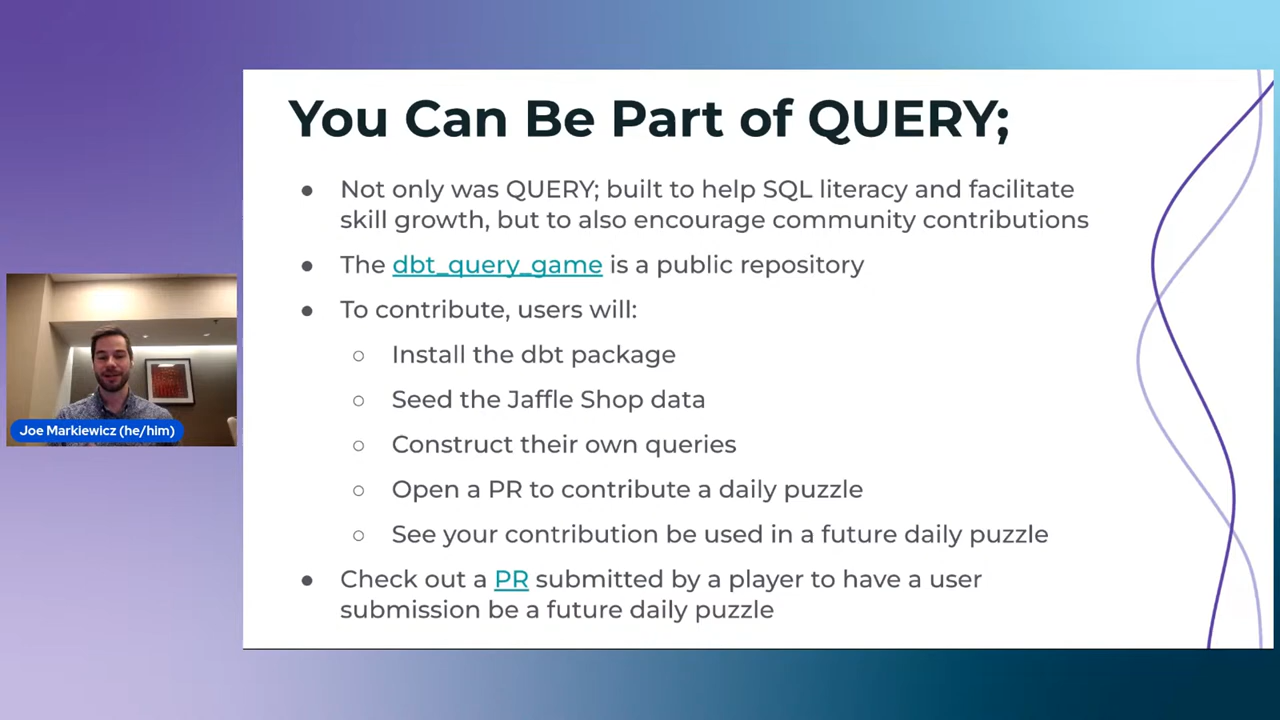 You Can Be Part of QUERY;
● Not only was QUERY; built to help SQL literacy and facilitate
skill growth, but to also encourage community contributions
● The dbt_query_game is a public repository
● To contribute, users will:
○ Install the dbt package
○ Seed the Jaffle Shop data
○ Construct their own queries
○ Open a PR to contribute a daily puzzle
○ See your contribution be used in a future daily puzzle
● Check out a PR submitted by a player to have a user
submission be a future daily puzzle
Joe Markiewicz (he/him)